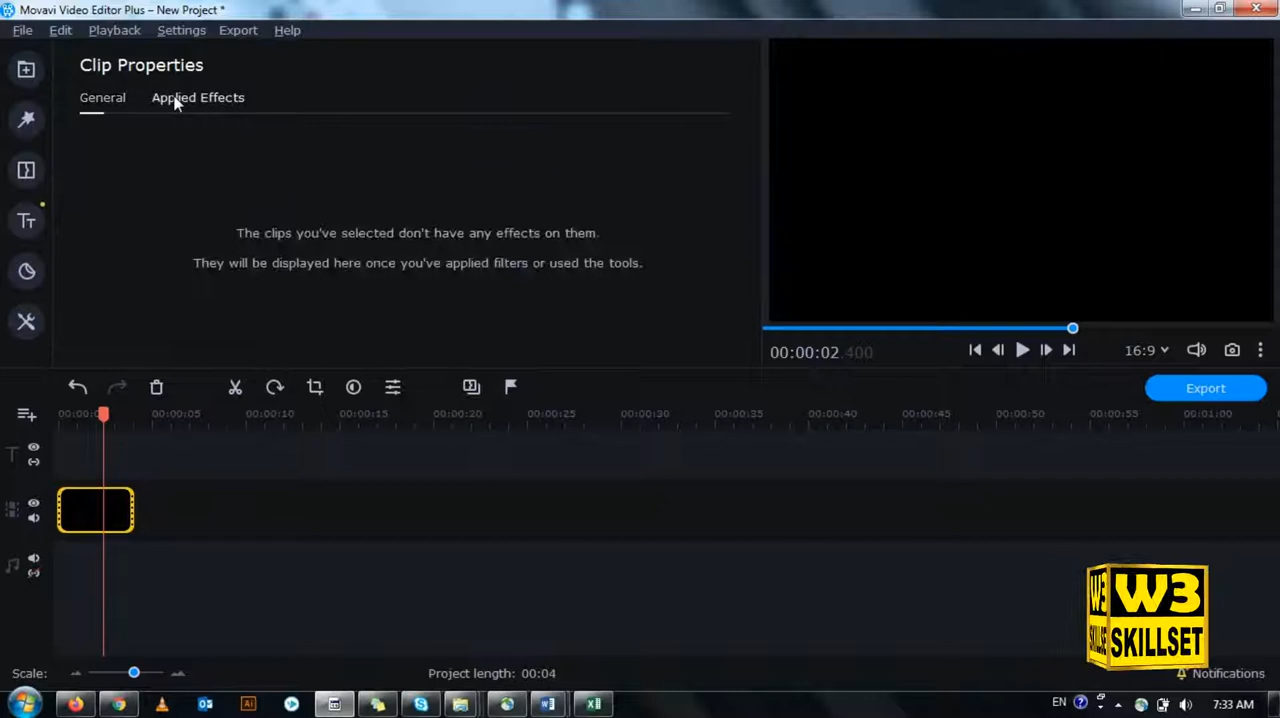 Movavi Video Editor Plus – New Project *
File Edit Playback Settings Export Help
Clip Properties
General Applied Effects
The clips you've selected don't have any effects on them.
They will be displayed here once you've applied filters or used the tools.
00:00:02.400
16:9
Export
00:00:0 00:00:05 00:00:10 00:00:15 00:00:20 00:00:25 00:00:30 00:00:35 00:00:40 00:00:45 00:00:50 00:00:55 00:01:00
W3
W3
SKILLSET
Scale:
Project length: 00:04
Notifications
EN
7:33 AM